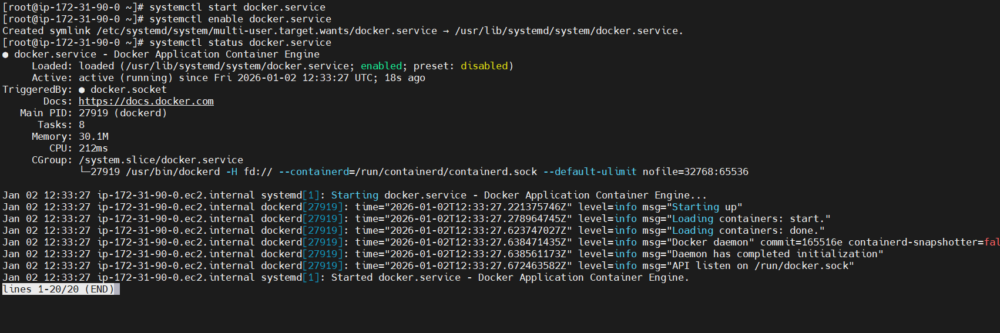 [root@ip-172-31-90-0 ~]# systemctl start docker.service
[root@ip-172-31-90-0 ~]# systemctl enable docker.service
Created symlink /etc/systemd/system/multi-user.target.wants/docker.service → /usr/lib/systemd/system/docker.service.
[root@ip-172-31-90-0 ~]# systemctl status docker.service
● docker.service - Docker Application Container Engine
     Loaded: loaded (/usr/lib/systemd/system/docker.service; enabled; preset: disabled)
     Active: active (running) since Fri 2026-01-02 12:33:27 UTC; 18s ago
TriggeredBy: ● docker.socket
       Docs: https://docs.docker.com
   Main PID: 27919 (dockerd)
      Tasks: 8
     Memory: 30.1M
        CPU: 212ms
     CGroup: /system.slice/docker.service
             └─27919 /usr/bin/dockerd -H fd:// --containerd=/run/containerd/containerd.sock --default-ulimit nofile=32768:65536

Jan 02 12:33:27 ip-172-31-90-0.ec2.internal systemd[1]: Starting docker.service - Docker Application Container Engine...
Jan 02 12:33:27 ip-172-31-90-0.ec2.internal dockerd[27919]: time="2026-01-02T12:33:27.221375746Z" level=info msg="Starting up"
Jan 02 12:33:27 ip-172-31-90-0.ec2.internal dockerd[27919]: time="2026-01-02T12:33:27.278964745Z" level=info msg="Loading containers: start."
Jan 02 12:33:27 ip-172-31-90-0.ec2.internal dockerd[27919]: time="2026-01-02T12:33:27.623747027Z" level=info msg="Loading containers: done."
Jan 02 12:33:27 ip-172-31-90-0.ec2.internal dockerd[27919]: time="2026-01-02T12:33:27.638471435Z" level=info msg="Docker daemon" commit=165516e containerd-snapshotter=fal
Jan 02 12:33:27 ip-172-31-90-0.ec2.internal dockerd[27919]: time="2026-01-02T12:33:27.638561173Z" level=info msg="Daemon has completed initialization"
Jan 02 12:33:27 ip-172-31-90-0.ec2.internal dockerd[27919]: time="2026-01-02T12:33:27.672463582Z" level=info msg="API listen on /run/docker.sock"
Jan 02 12:33:27 ip-172-31-90-0.ec2.internal systemd[1]: Started docker.service - Docker Application Container Engine.
lines 1-20/20 (END)